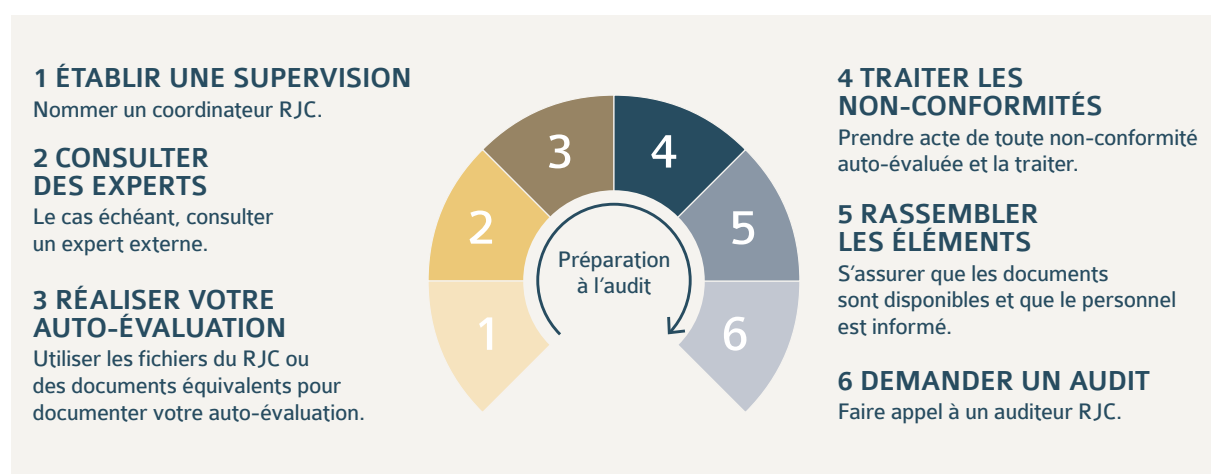 1 ÉTABLIR UNE SUPERVISION
Nommer un coordinateur RJC.
2 CONSULTER
DES EXPERTS
Le cas échéant, consulter
un expert externe.
3 RÉALISER VOTRE
AUTO-ÉVALUATION
Utiliser les fichiers du RJC ou
des documents équivalents pour
documenter votre auto-évaluation.
1
2
3
4
5
6
Préparation
à l’audit
4 TRAITER LES
NON-CONFORMITÉS
Prendre acte de toute non-conformité
auto-évaluée et la traiter.
5 RASSEMBLER
LES ÉLÉMENTS
S’assurer que les documents
sont disponibles et que le personnel
est informé.
6 DEMANDER UN AUDIT
Faire appel à un auditeur RJC.